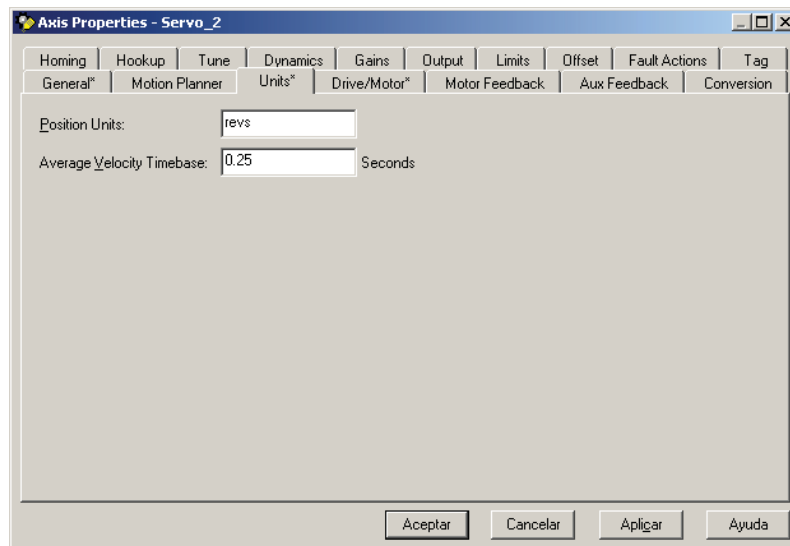 Axis Properties - Servo_2
Homing Hookup Tune Dynamics Gains Output Limits Offset Fault Actions Tag
General* Motion Planner Units* Drive/Motor* Motor Feedback Aux Feedback Conversion
Position Units: revs
Average Velocity Timebase: 0.25 Seconds
Aceptar Cancelar Aplicar Ayuda